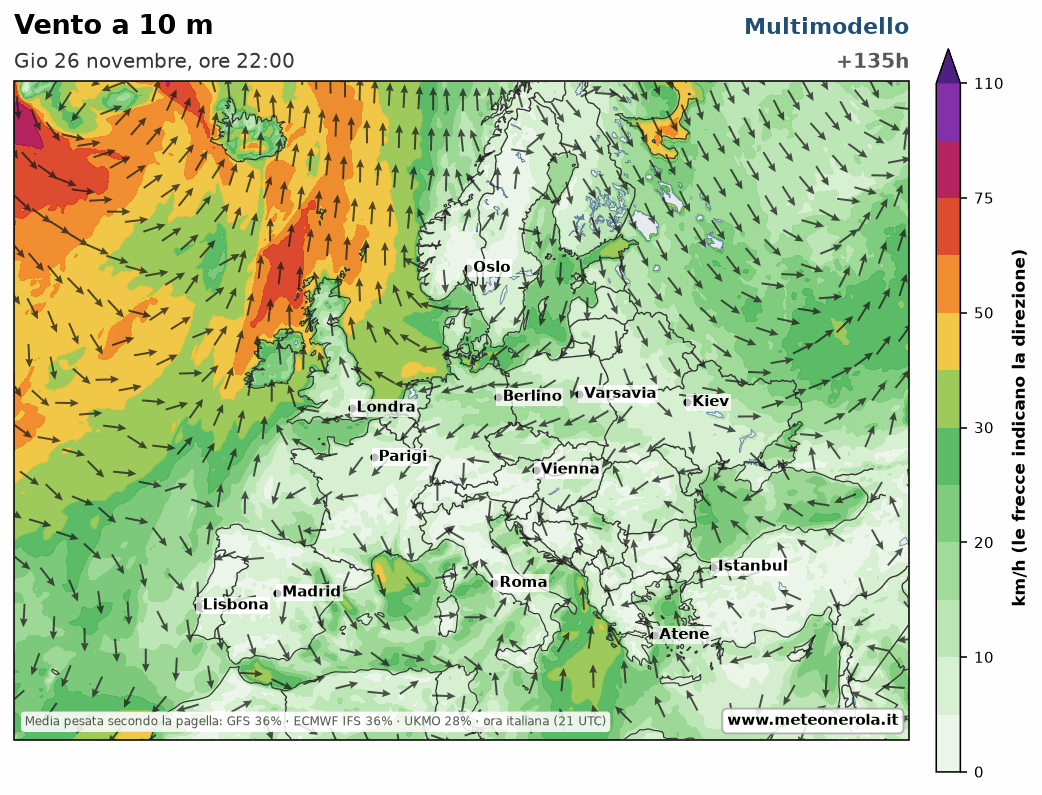 Vento a 10 m
Multimodello
Gio 26 novembre, ore 22:00
+135h
110
75
50
30
20
10
0
km/h (le frecce indicano la direzione)
Oslo
Berlino
Varsavia
Kiev
Londra
Parigi
Vienna
Istanbul
Roma
Madrid
Lisbona
Atene
Media pesata secondo la pagella: GFS 36% · ECMWF IFS 36% · UKMO 28% · ora italiana (21 UTC)
www.meteonerola.it